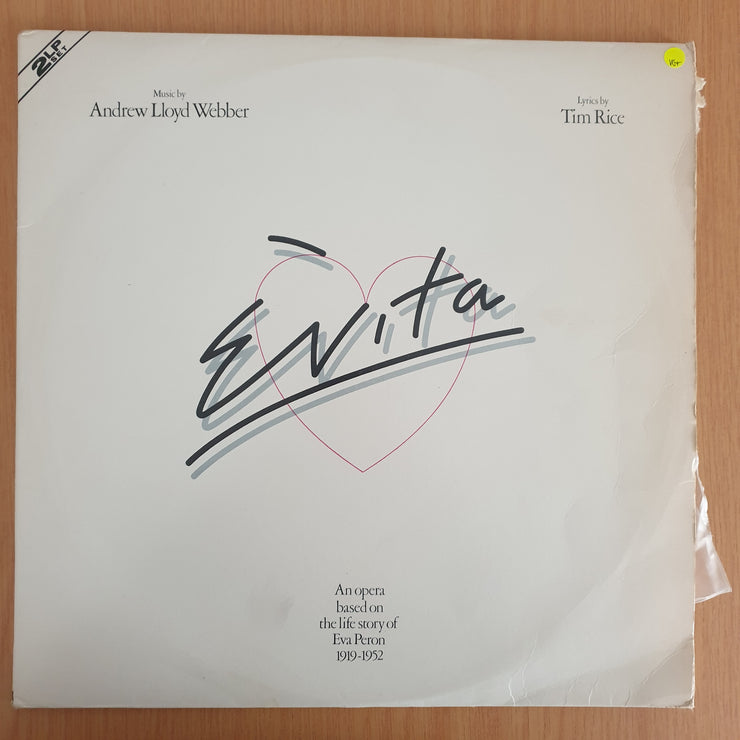 2 LP
SET
VG+
Music by
Andrew Lloyd Webber
Lyrics by
Tim Rice
Evita
An opera
based on
the life story of
Eva Peron
1919-1952